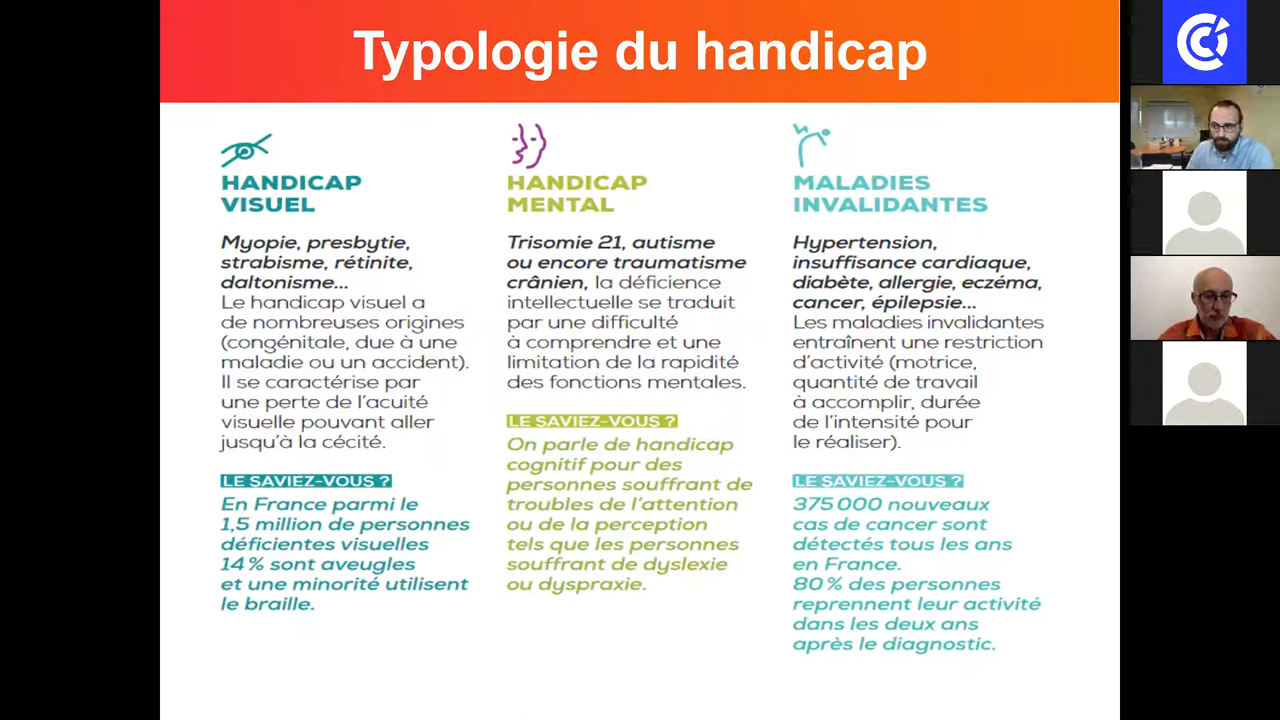 Typologie du handicap
HANDICAP
VISUEL
Myopie, presbytie,
strabisme, rétinite,
daltonisme...
Le handicap visuel a
de nombreuses origines
(congénitale, due à une
maladie ou un accident).
Il se caractérise par
une perte de l'acuité
visuelle pouvant aller
jusqu'à la cécité.
LE SAVIEZ-VOUS ?
En France parmi le
1,5 million de personnes
déficientes visuelles
14 % sont aveugles
et une minorité utilisent
le braille.
HANDICAP
MENTAL
Trisomie 21, autisme
ou encore traumatisme
crânien, la déficience
intellectuelle se traduit
par une difficulté
à comprendre et une
limitation de la rapidité
des fonctions mentales.
LE SAVIEZ-VOUS ?
On parle de handicap
cognitif pour des
personnes souffrant de
troubles de l'attention
ou de la perception
tels que les personnes
souffrant de dyslexie
ou dyspraxie.
MALADIES
INVALIDANTES
Hypertension,
insuffisance cardiaque,
diabète, allergie, eczéma,
cancer, épilepsie...
Les maladies invalidantes
entraînent une restriction
d'activité (motrice,
quantité de travail
à accomplir, durée
de l'intensité pour
le réaliser).
LE SAVIEZ-VOUS ?
375 000 nouveaux
cas de cancer sont
détectés tous les ans
en France.
80 % des personnes
reprennent leur activité
dans les deux ans
après le diagnostic.